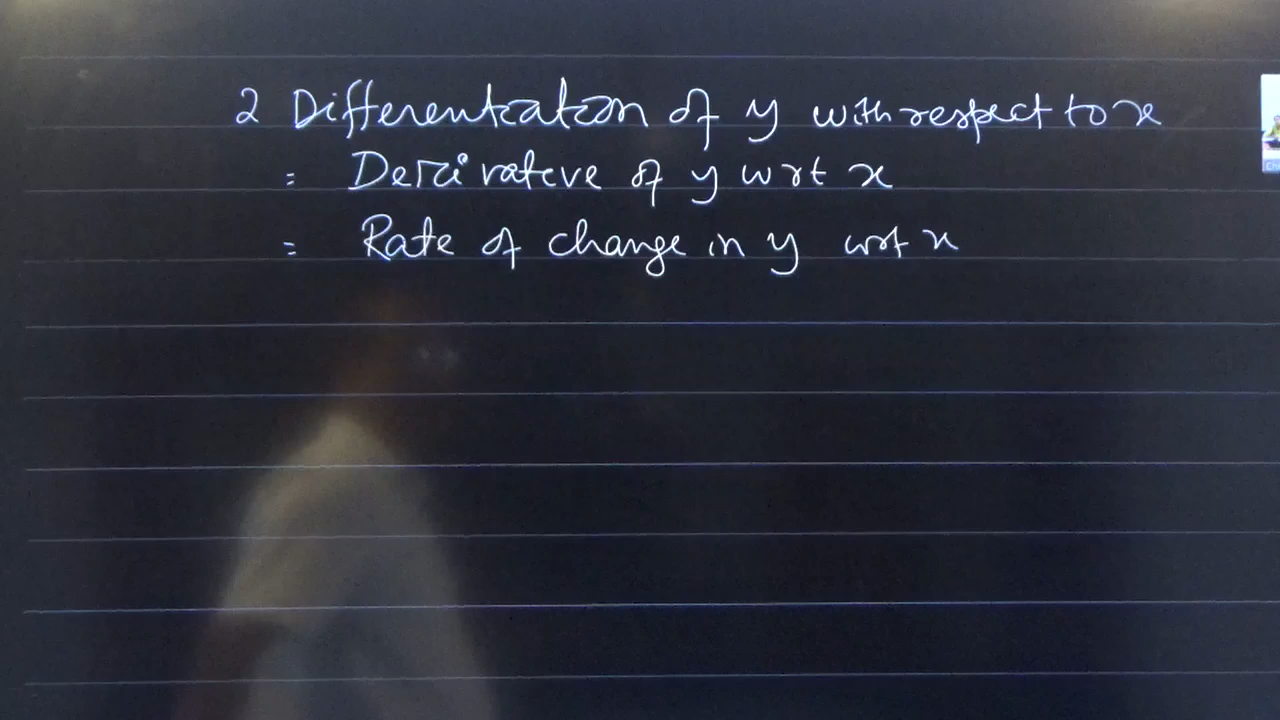 2 Differentiation of y with respect to x
= Derivative of y wrt x
= Rate of change in y wrt x